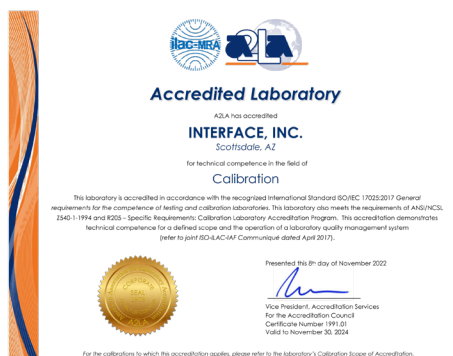 ilac-MRA
A2LA
Accredited Laboratory
A2LA has accredited
INTERFACE, INC.
Scottsdale, AZ
for technical competence in the field of
Calibration
This laboratory is accredited in accordance with the recognized International Standard ISO/IEC 17025:2017 General
requirements for the competence of testing and calibration laboratories. This laboratory also meets the requirements of ANSI/NCSL
Z540-1-1994 and R205 – Specific Requirements: Calibration Laboratory Accreditation Program. This accreditation demonstrates
technical competence for a defined scope and the operation of a laboratory quality management system
(refer to joint ISO-ILAC-IAF Communiqué dated April 2017).
Presented this 8th day of November 2022
CORPORATE
SEAL
Vice President, Accreditation Services
For the Accreditation Council
Certificate Number 1991.01
Valid to November 30, 2024
For the calibrations to which this accreditation applies, please refer to the laboratory's Calibration Scope of Accreditation.